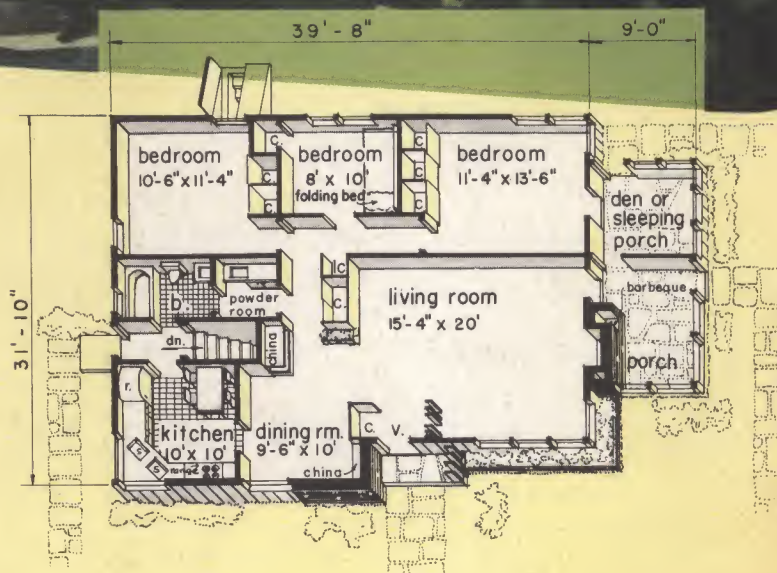 39'-8"
9'-0"
31'-10"
bedroom
10'-6" x 11'-4"
C.
C.
C.
bedroom
8' x 10'
folding bed
C.
C.
C.
bedroom
11'-4" x 13'-6"
den or
sleeping
porch
barbeque
porch
b.
powder
room
C.
C.
living room
15'-4" x 20'
dn.
china
r.
kitchen
10' x 10'
S
S
range
dining rm.
9'-6" x 10'
china
C.
V.